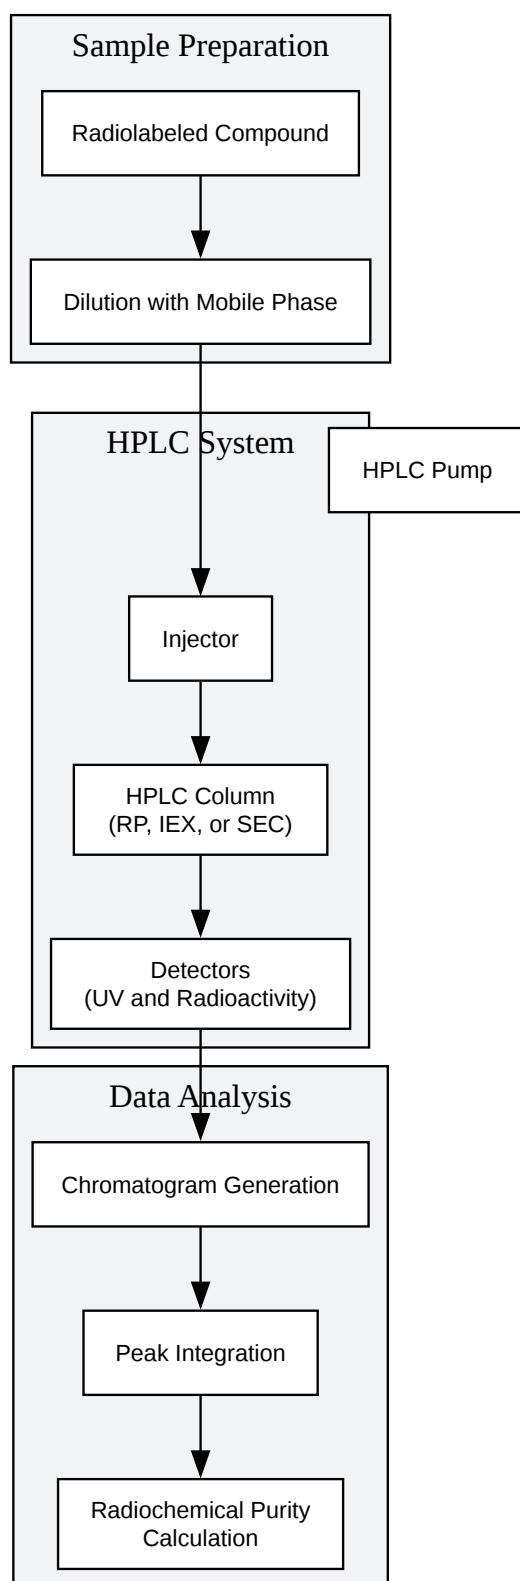 Sample Preparation
Radiolabeled Compound
Dilution with Mobile Phase
HPLC System
HPLC Pump
Injector
HPLC Column
(RP, IEX, or SEC)
Detectors
(UV and Radioactivity)
Data Analysis
Chromatogram Generation
Peak Integration
Radiochemical Purity
Calculation